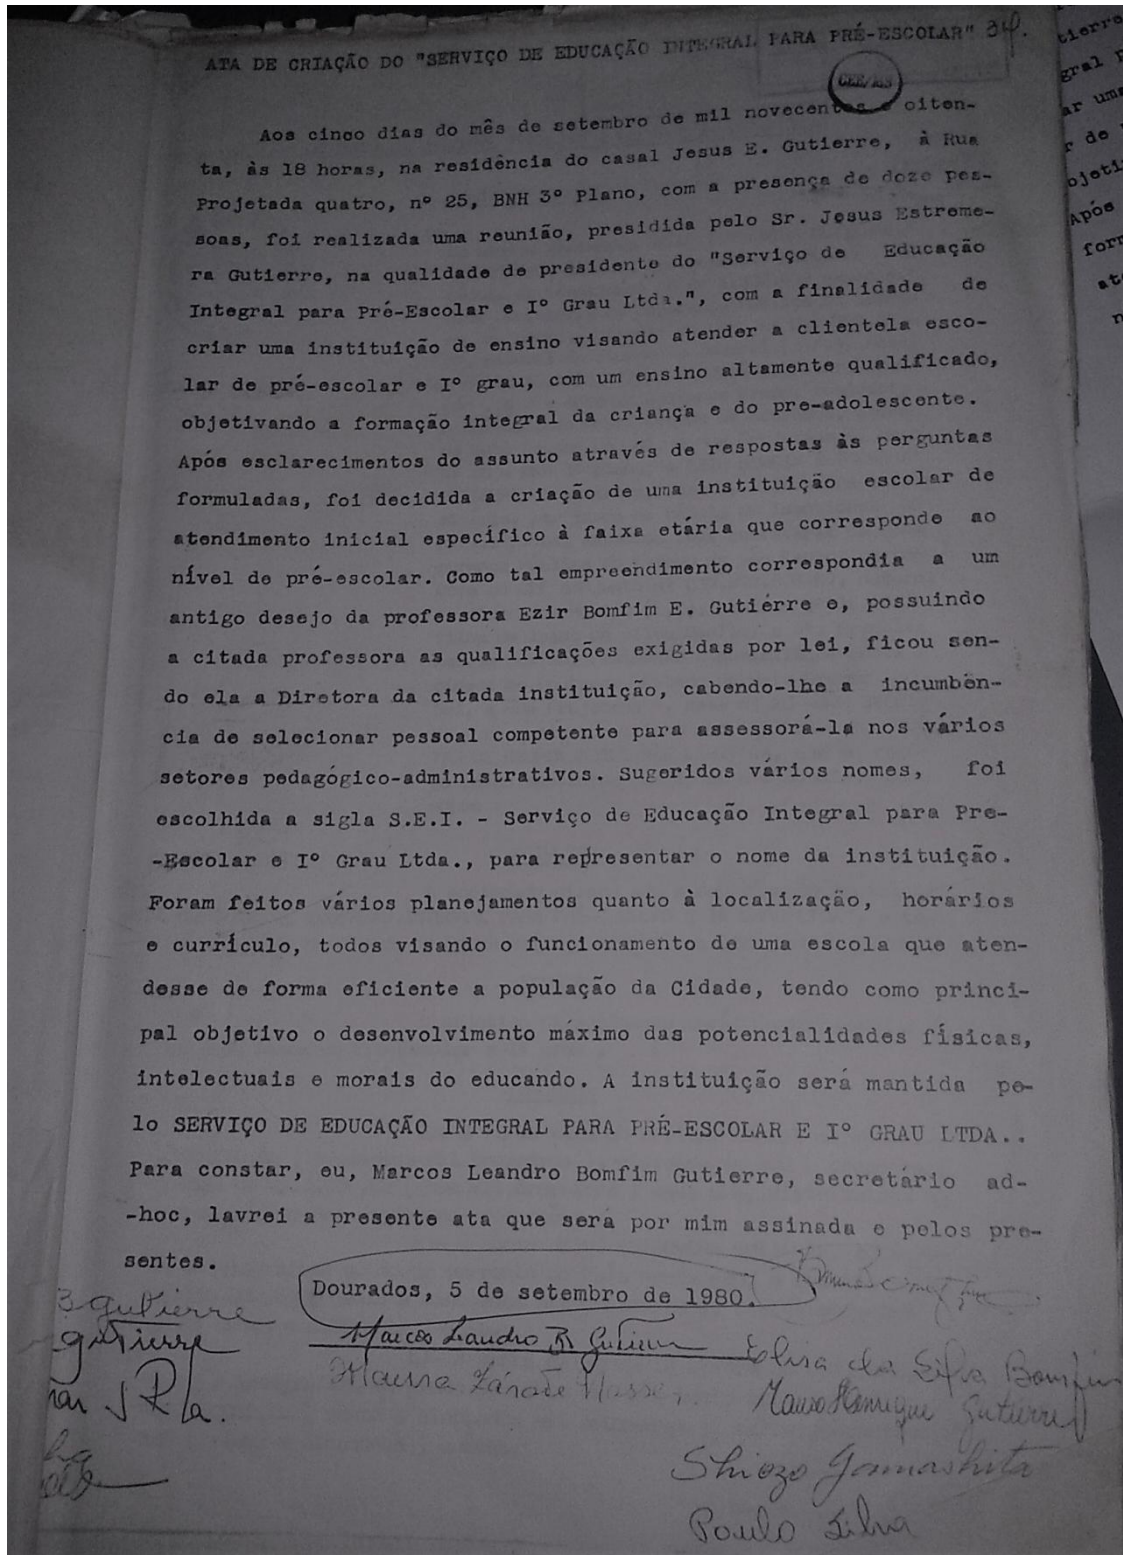 ATA DE CRIAÇÃO DO "SERVIÇO DE EDUCAÇÃO INTEGRAL PARA PRÉ-ESCOLAR" 34.
CEE/MS
Aos cinco dias do mês de setembro de mil novecentos e oiten-
ta, às 18 horas, na residência do casal Jesus E. Gutierre, à Rua
Projetada quatro, nº 25, BNH 3º Plano, com a presença de doze pes-
soas, foi realizada uma reunião, presidida pelo Sr. Jesus Estreme-
ra Gutierre, na qualidade de presidente do "Serviço de Educação
Integral para Pré-Escolar e Iº Grau Ltda.", com a finalidade de
criar uma instituição de ensino visando atender a clientela esco-
lar de pré-escolar e Iº grau, com um ensino altamente qualificado,
objetivando a formação integral da criança e do pre-adolescente.
Após esclarecimentos do assunto através de respostas às perguntas
formuladas, foi decidida a criação de uma instituição escolar de
atendimento inicial específico à faixa etária que corresponde ao
nível de pré-escolar. Como tal empreendimento correspondia a um
antigo desejo da professora Ezir Bomfim E. Gutiérre e, possuindo
a citada professora as qualificações exigidas por lei, ficou sen-
do ela a Diretora da citada instituição, cabendo-lhe a incumbên-
cia de selecionar pessoal competente para assessorá-la nos vários
setores pedagógico-administrativos. Sugeridos vários nomes, foi
escolhida a sigla S.E.I. - Serviço de Educação Integral para Pre-
-Escolar e Iº Grau Ltda., para representar o nome da instituição.
Foram feitos vários planejamentos quanto à localização, horários
e currículo, todos visando o funcionamento de uma escola que aten-
desse de forma eficiente a população da Cidade, tendo como princi-
pal objetivo o desenvolvimento máximo das potencialidades físicas,
intelectuais e morais do educando. A instituição será mantida pe-
lo SERVIÇO DE EDUCAÇÃO INTEGRAL PARA PRÉ-ESCOLAR E Iº GRAU LTDA..
Para constar, eu, Marcos Leandro Bomfim Gutierre, secretário ad-
-hoc, lavrei a presente ata que será por mim assinada e pelos pre-
sentes.
Dourados, 5 de setembro de 1980.
B Gutierre
Gutierre
Marcos Leandro B. Gutierre
Elisa da Silva Bomfim
Mauro Henrique Gutierre
Shiozo Yamashita
Paulo Silva